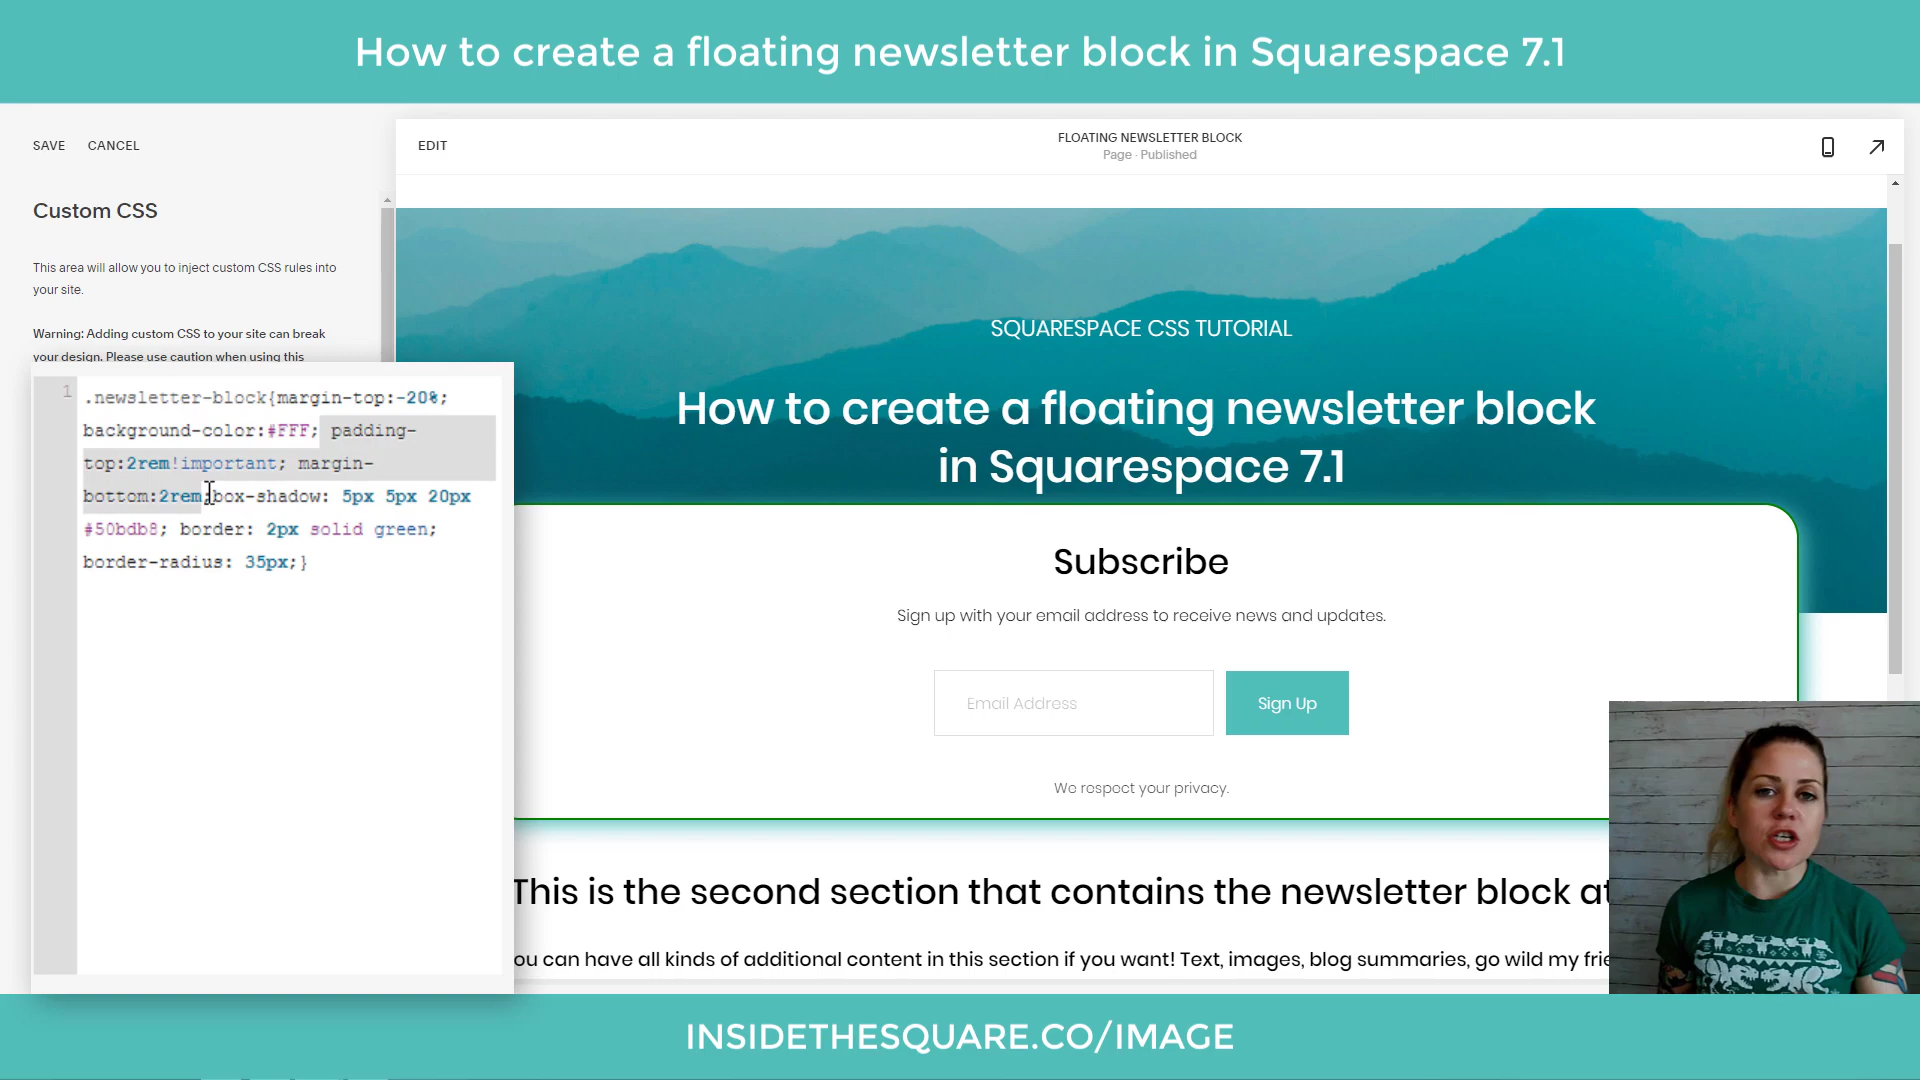 How to create a floating newsletter block in Squarespace 7.1
SAVE CANCEL
EDIT
FLOATING NEWSLETTER BLOCK
Page · Published
Custom CSS
This area will allow you to inject custom CSS rules into
your site.
Warning: Adding custom CSS to your site can break
your design. Please use caution when using this
1
.newsletter-block{margin-top:-20%;
background-color:#FFF; padding-
top:2rem!important; margin-
bottom:2rem;box-shadow: 5px 5px 20px
#50bdb8; border: 2px solid green;
border-radius: 35px;}
SQUARESPACE CSS TUTORIAL
How to create a floating newsletter block
in Squarespace 7.1
Subscribe
Sign up with your email address to receive news and updates.
Email Address
Sign Up
We respect your privacy.
This is the second section that contains the newsletter block at
ou can have all kinds of additional content in this section if you want! Text, images, blog summaries, go wild my frie
INSIDETHESQUARE.CO/IMAGE